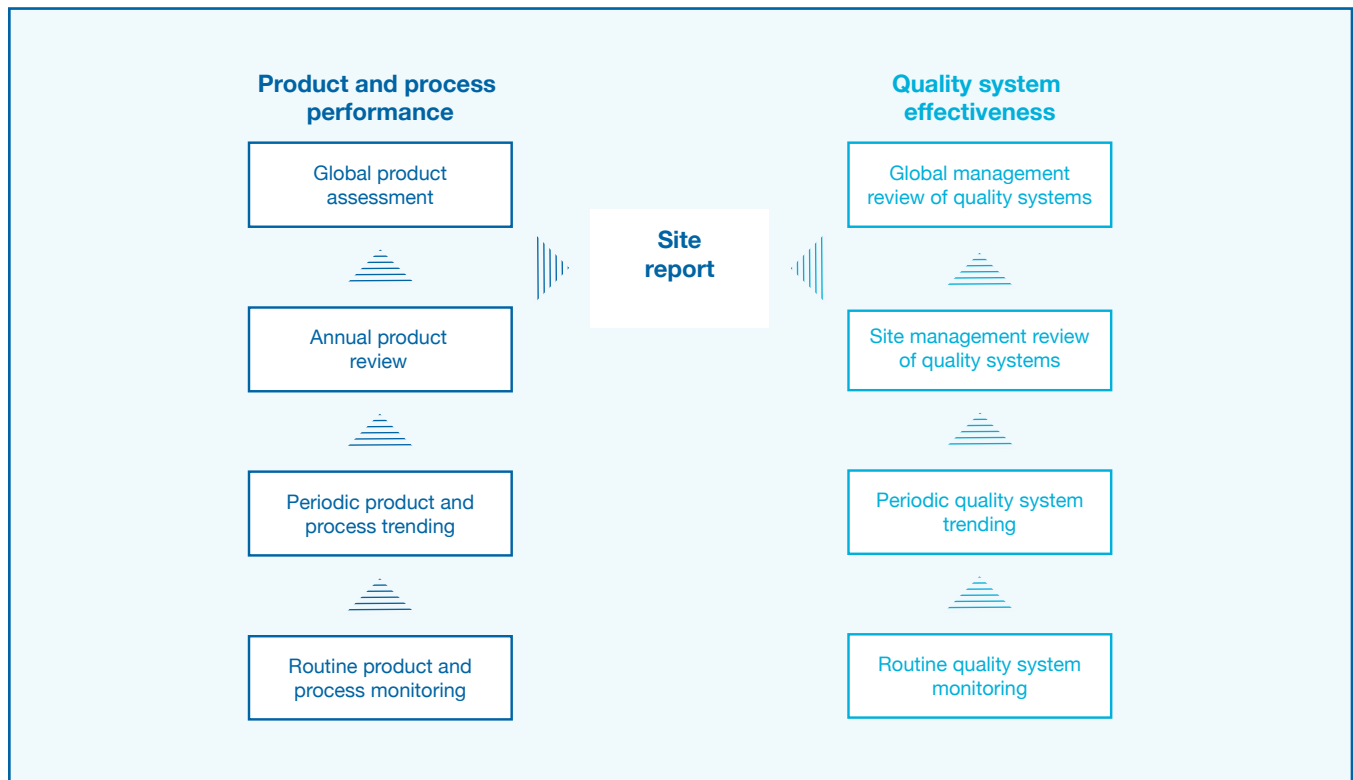 Product and process
performance
Global product
assessment
Annual product
review
Periodic product and
process trending
Routine product and
process monitoring
Site
report
Quality system
effectiveness
Global management
review of quality systems
Site management review
of quality systems
Periodic quality system
trending
Routine quality system
monitoring